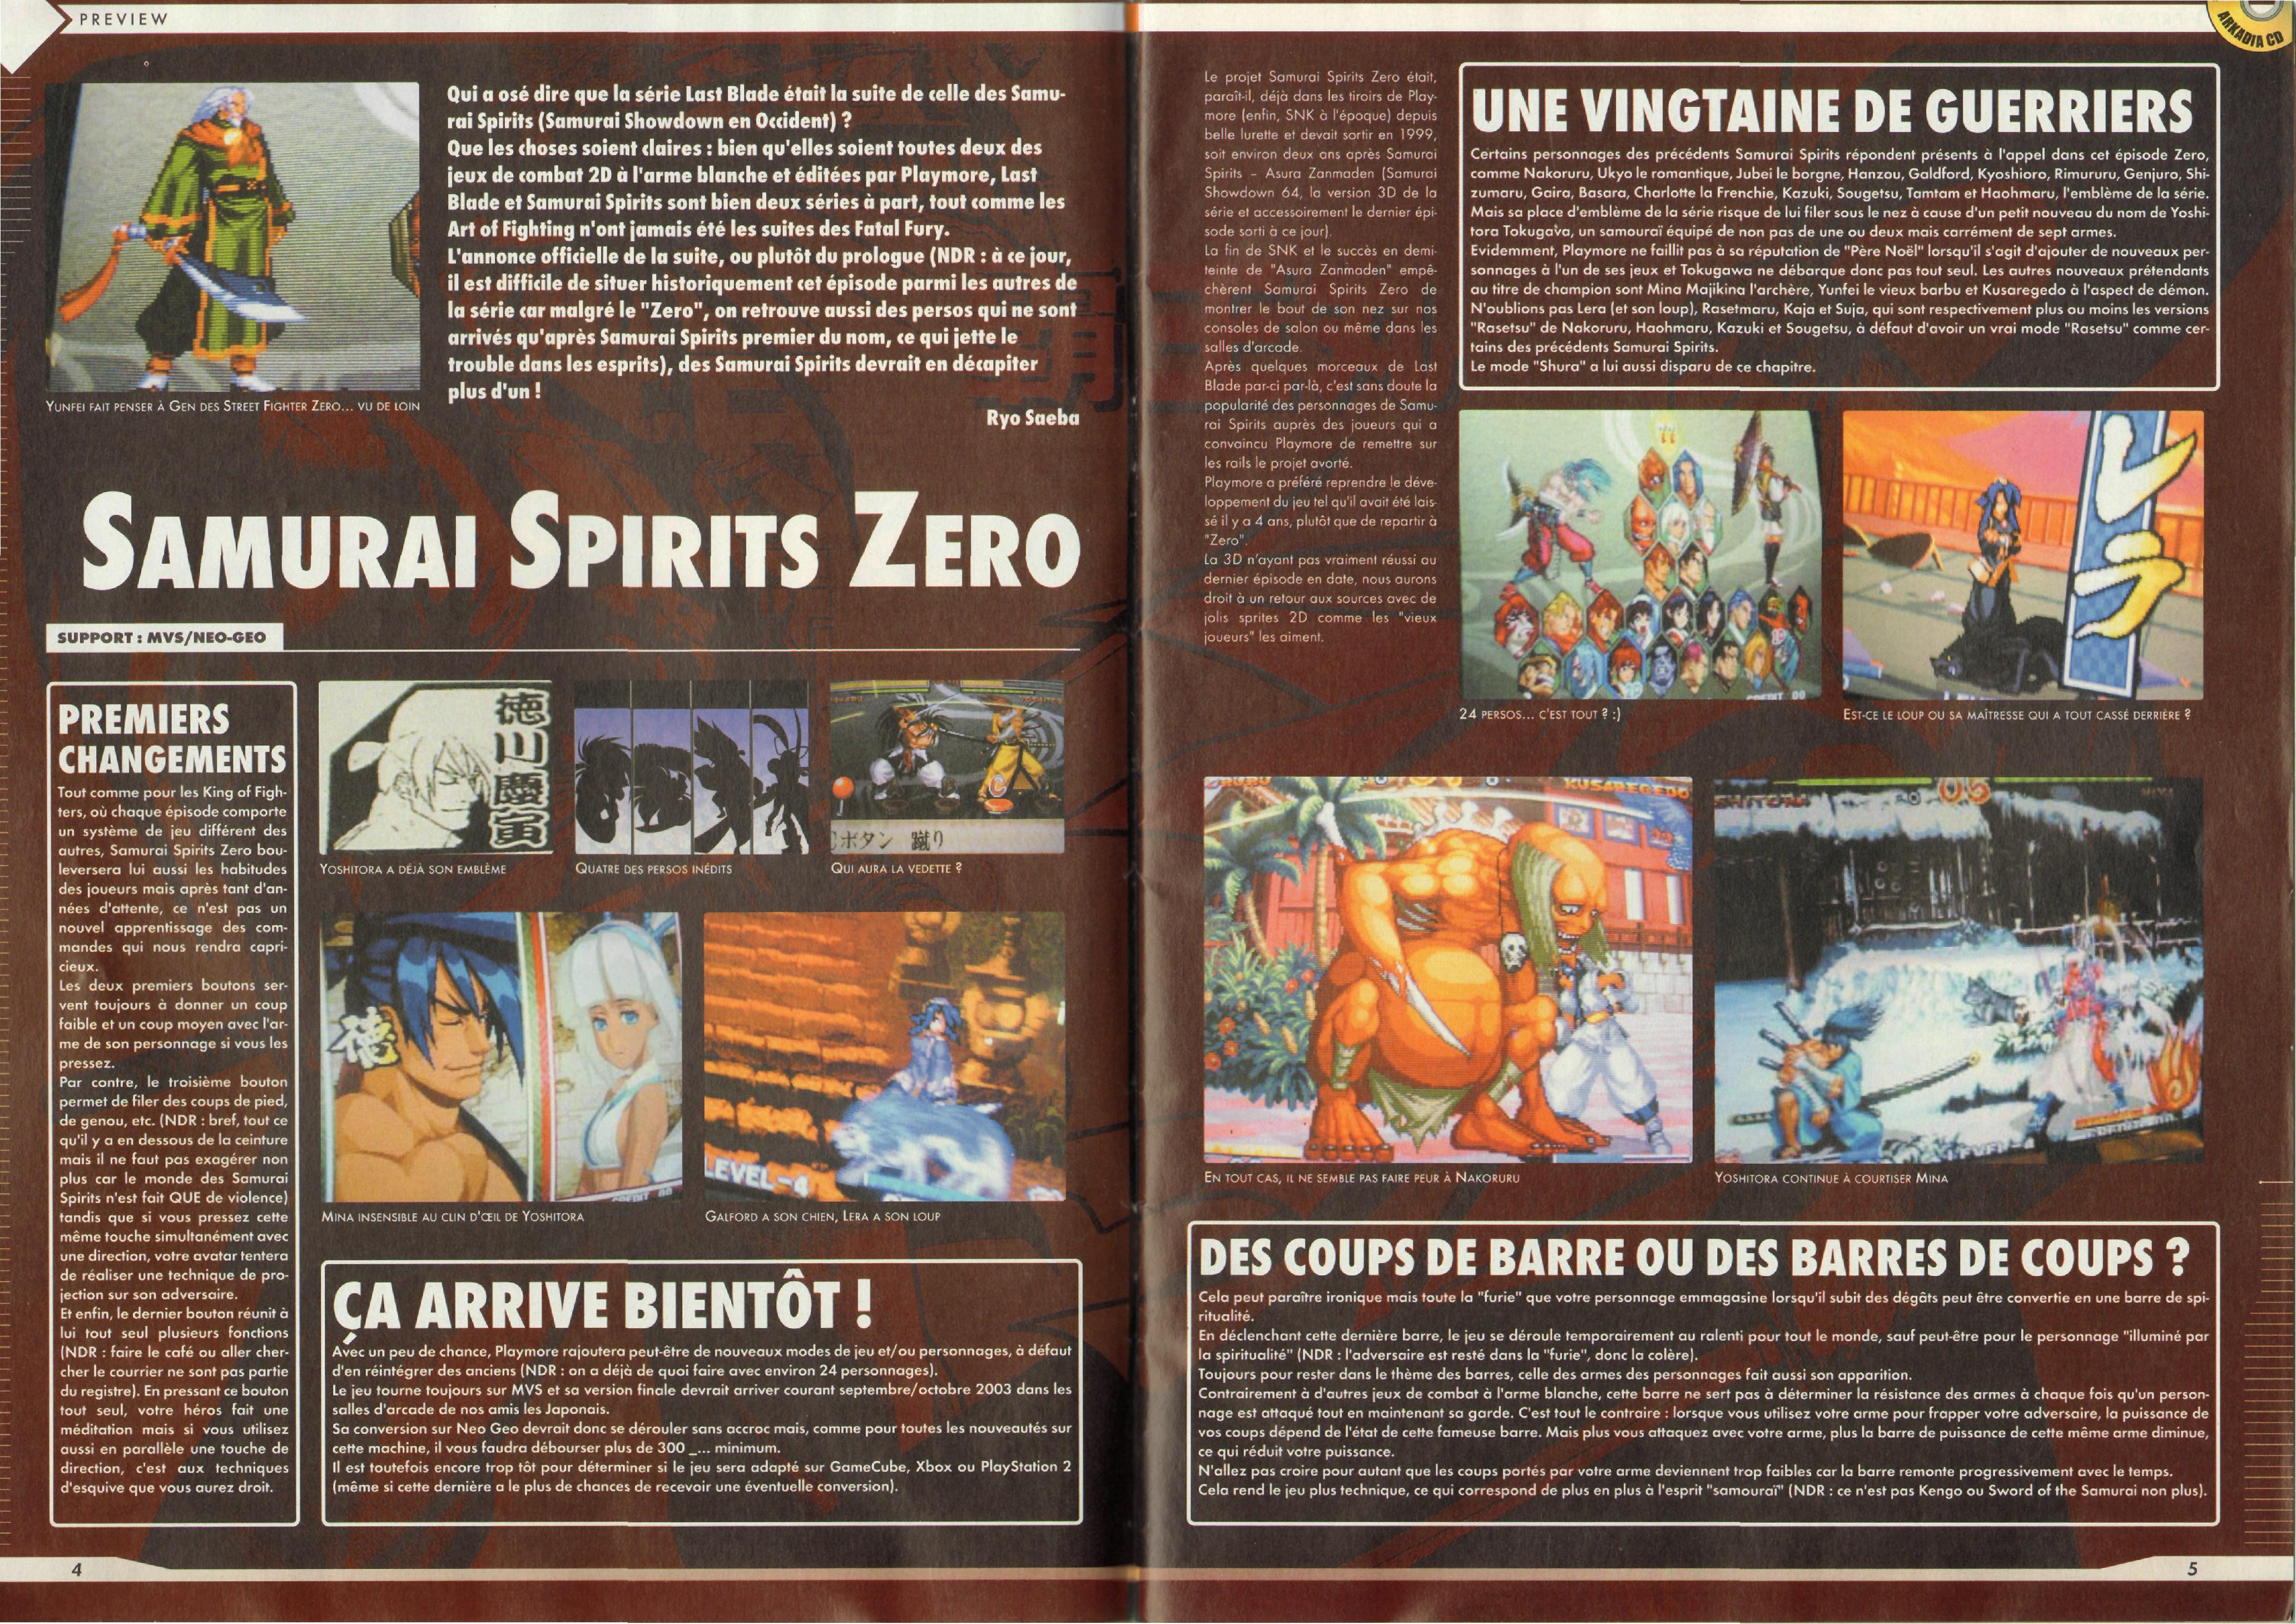 PREVIEW
ARKADIA CD
Qui a osé dire que la série Last Blade était la suite de celle des Samu-
rai Spirits (Samurai Showdown en Occident) ?
Que les choses soient claires : bien qu'elles soient toutes deux des
jeux de combat 2D à l'arme blanche et éditées par Playmore, Last
Blade et Samurai Spirits sont bien deux séries à part, tout comme les
Art of Fighting n'ont jamais été les suites des Fatal Fury.
L'annonce officielle de la suite, ou plutôt du prologue (NDR : à ce jour,
il est difficile de situer historiquement cet épisode parmi les autres de
la série car malgré le "Zero", on retrouve aussi des persos qui ne sont
arrivés qu'après Samurai Spirits premier du nom, ce qui jette le
trouble dans les esprits), des Samurai Spirits devrait en décapiter
plus d'un !
Ryo Saeba
YUNFEI FAIT PENSER À GEN DES STREET FIGHTER ZERO... VU DE LOIN
SAMURAI SPIRITS ZERO
SUPPORT : MVS/NEO-GEO
PREMIERS
CHANGEMENTS
Tout comme pour les King of Figh-
ters, où chaque épisode comporte
un système de jeu différent des
autres, Samurai Spirits Zero bou-
leversera lui aussi les habitudes
des joueurs mais après tant d'an-
nées d'attente, ce n'est pas un
nouvel apprentissage des com-
mandes qui nous rendra capri-
cieux.
Les deux premiers boutons ser-
vent toujours à donner un coup
faible et un coup moyen avec l'ar-
me de son personnage si vous les
pressez.
Par contre, le troisième bouton
permet de filer des coups de pied,
de genou, etc. (NDR : bref, tout ce
qu'il y a en dessous de la ceinture
mais il ne faut pas exagérer non
plus car le monde des Samurai
Spirits n'est fait QUE de violence)
tandis que si vous pressez cette
même touche simultanément avec
une direction, votre avatar tentera
de réaliser une technique de pro-
jection sur son adversaire.
Et enfin, le dernier bouton réunit à
lui tout seul plusieurs fonctions
(NDR : faire le café ou aller cher-
cher le courrier ne sont pas partie
du registre). En pressant ce bouton
tout seul, votre héros fait une
méditation mais si vous utilisez
aussi en parallèle une touche de
direction, c'est aux techniques
d'esquive que vous aurez droit.
徳川慶寅
YOSHITORA A DÉJÀ SON EMBLÈME
QUATRE DES PERSOS INÉDITS
C
ボタン 蹴り
QUI AURA LA VEDETTE ?
徳
CREDIT 00
MINA INSENSIBLE AU CLIN D'ŒIL DE YOSHITORA
LEVEL-4
GALFORD A SON CHIEN, LERA A SON LOUP
ÇA ARRIVE BIENTÔT !
Avec un peu de chance, Playmore rajoutera peut-être de nouveaux modes de jeu et/ou personnages, à défaut
d'en réintégrer des anciens (NDR : on a déjà de quoi faire avec environ 24 personnages).
Le jeu tourne toujours sur MVS et sa version finale devrait arriver courant septembre/octobre 2003 dans les
salles d'arcade de nos amis les Japonais.
Sa conversion sur Neo Geo devrait donc se dérouler sans accroc mais, comme pour toutes les nouveautés sur
cette machine, il vous faudra débourser plus de 300 _... minimum.
Il est toutefois encore trop tôt pour déterminer si le jeu sera adapté sur GameCube, Xbox ou PlayStation 2
(même si cette dernière a le plus de chances de recevoir une éventuelle conversion).
4
Le projet Samurai Spirits Zero était,
paraît-il, déjà dans les tiroirs de Play-
more (enfin, SNK à l'époque) depuis
belle lurette et devait sortir en 1999,
soit environ deux ans après Samurai
Spirits - Asura Zanmaden (Samurai
Showdown 64, la version 3D de la
série et accessoirement le dernier épi-
sode sorti à ce jour).
La fin de SNK et le succès en demi-
teinte de "Asura Zanmaden" empê-
chèrent Samurai Spirits Zero de
montrer le bout de son nez sur nos
consoles de salon ou même dans les
salles d'arcade.
Après quelques morceaux de Last
Blade par-ci par-là, c'est sans doute la
popularité des personnages de Samu-
rai Spirits auprès des joueurs qui a
convaincu Playmore de remettre sur
les rails le projet avorté.
Playmore a préféré reprendre le déve-
loppement du jeu tel qu'il avait été lais-
sé il y a 4 ans, plutôt que de repartir à
"Zero".
La 3D n'ayant pas vraiment réussi au
dernier épisode en date, nous aurons
droit à un retour aux sources avec de
jolis sprites 2D comme les "vieux
joueurs" les aiment.
UNE VINGTAINE DE GUERRIERS
Certains personnages des précédents Samurai Spirits répondent présents à l'appel dans cet épisode Zero,
comme Nakoruru, Ukyo le romantique, Jubei le borgne, Hanzou, Galdford, Kyoshioro, Rimururu, Genjuro, Shi-
zumaru, Gaira, Basara, Charlotte la Frenchie, Kazuki, Sougetsu, Tamtam et Haohmaru, l'emblème de la série.
Mais sa place d'emblème de la série risque de lui filer sous le nez à cause d'un petit nouveau du nom de Yoshi-
tora Tokugava, un samouraï équipé de non pas de une ou deux mais carrément de sept armes.
Evidemment, Playmore ne faillit pas à sa réputation de "Père Noël" lorsqu'il s'agit d'ajouter de nouveaux per-
sonnages à l'un de ses jeux et Tokugawa ne débarque donc pas tout seul. Les autres nouveaux prétendants
au titre de champion sont Mina Majikina l'archère, Yunfei le vieux barbu et Kusaregedo à l'aspect de démon.
N'oublions pas Lera (et son loup), Rasetmaru, Kaja et Suja, qui sont respectivement plus ou moins les versions
"Rasetsu" de Nakoruru, Haohmaru, Kazuki et Sougetsu, à défaut d'avoir un vrai mode "Rasetsu" comme cer-
tains des précédents Samurai Spirits.
Le mode "Shura" a lui aussi disparu de ce chapitre.
CREDIT 00
24 PERSOS... C'EST TOUT ? :)
レラ
EST-CE LE LOUP OU SA MAÎTRESSE QUI A TOUT CASSÉ DERRIÈRE ?
KUSAREGEDO
EN TOUT CAS, IL NE SEMBLE PAS FAIRE PEUR À NAKORURU
05
YOSHITORA CONTINUE À COURTISER MINA
DES COUPS DE BARRE OU DES BARRES DE COUPS ?
Cela peut paraître ironique mais toute la "furie" que votre personnage emmagasine lorsqu'il subit des dégâts peut être convertie en une barre de spi-
ritualité.
En déclenchant cette dernière barre, le jeu se déroule temporairement au ralenti pour tout le monde, sauf peut-être pour le personnage "illuminé par
la spiritualité" (NDR : l'adversaire est resté dans la "furie", donc la colère).
Toujours pour rester dans le thème des barres, celle des armes des personnages fait aussi son apparition.
Contrairement à d'autres jeux de combat à l'arme blanche, cette barre ne sert pas à déterminer la résistance des armes à chaque fois qu'un person-
nage est attaqué tout en maintenant sa garde. C'est tout le contraire : lorsque vous utilisez votre arme pour frapper votre adversaire, la puissance de
vos coups dépend de l'état de cette fameuse barre. Mais plus vous attaquez avec votre arme, plus la barre de puissance de cette même arme diminue,
ce qui réduit votre puissance.
N'allez pas croire pour autant que les coups portés par votre arme deviennent trop faibles car la barre remonte progressivement avec le temps.
Cela rend le jeu plus technique, ce qui correspond de plus en plus à l'esprit "samouraï" (NDR : ce n'est pas Kengo ou Sword of the Samurai non plus).
5